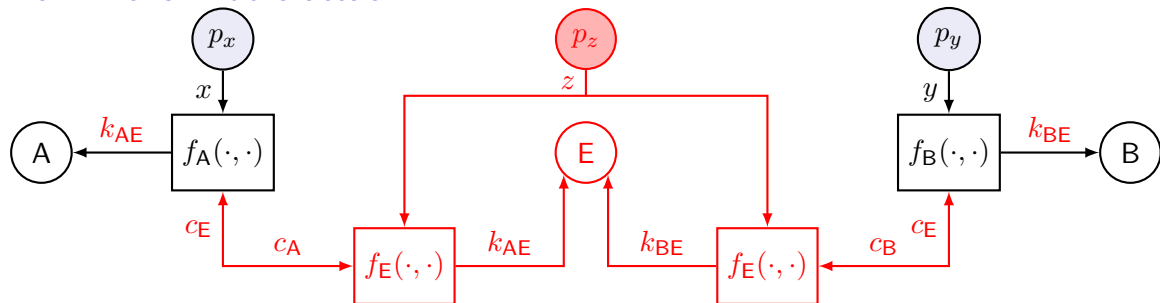 p_x p_z p_y
x z y
A k_AE f_A(·, ·) E f_B(·, ·) k_BE B
c_E c_A k_AE k_BE c_B c_E
f_E(·, ·) f_E(·, ·)